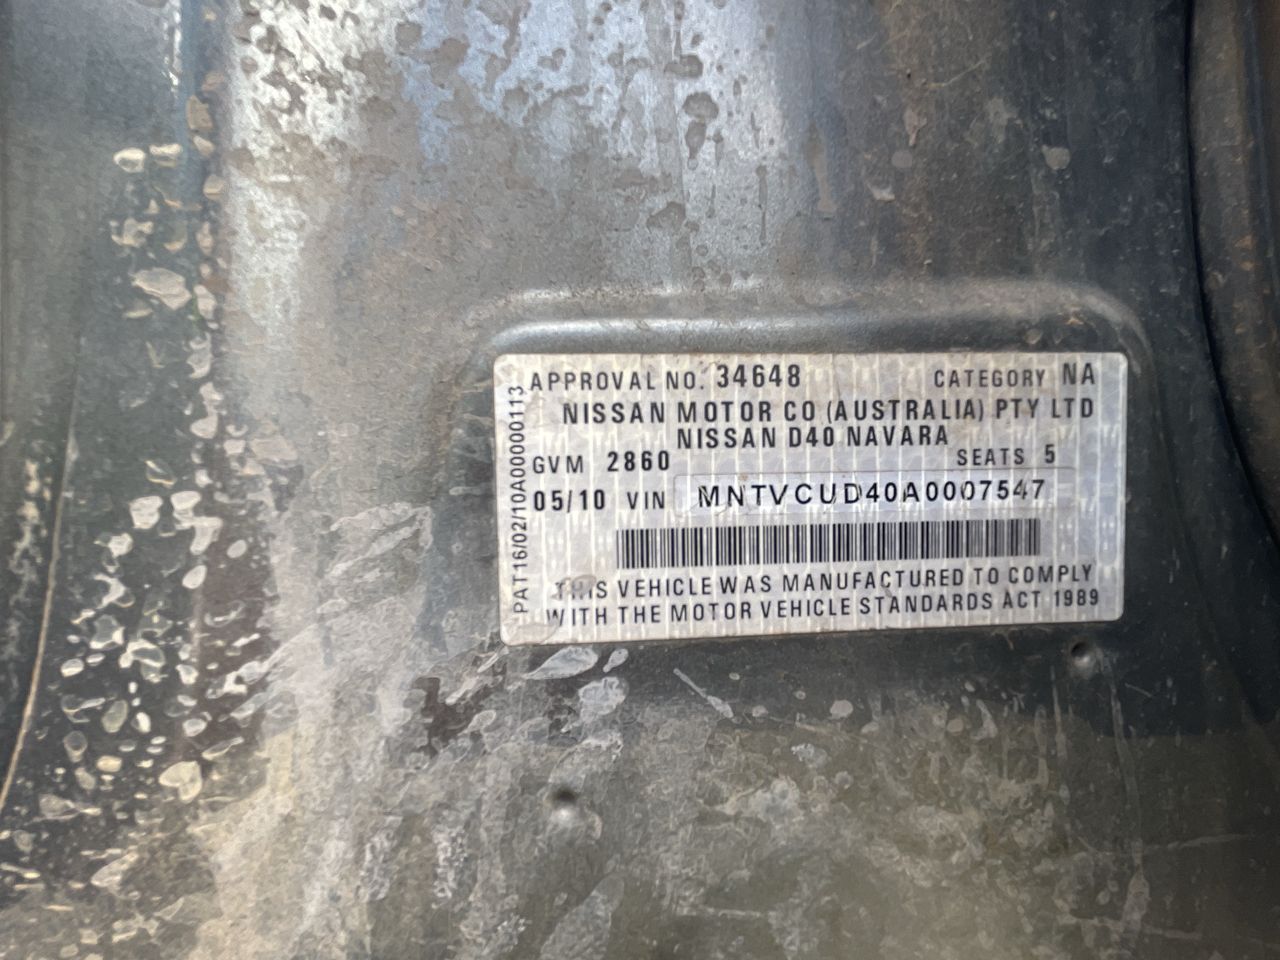 APPROVAL NO. 34648 CATEGORY NA
NISSAN MOTOR CO (AUSTRALIA) PTY LTD
NISSAN D40 NAVARA
GVM 2860 SEATS 5
05/10 VIN MNTVCUD40A0007547
THIS VEHICLE WAS MANUFACTURED TO COMPLY
WITH THE MOTOR VEHICLE STANDARDS ACT 1989
PAT16/02/10A00000113